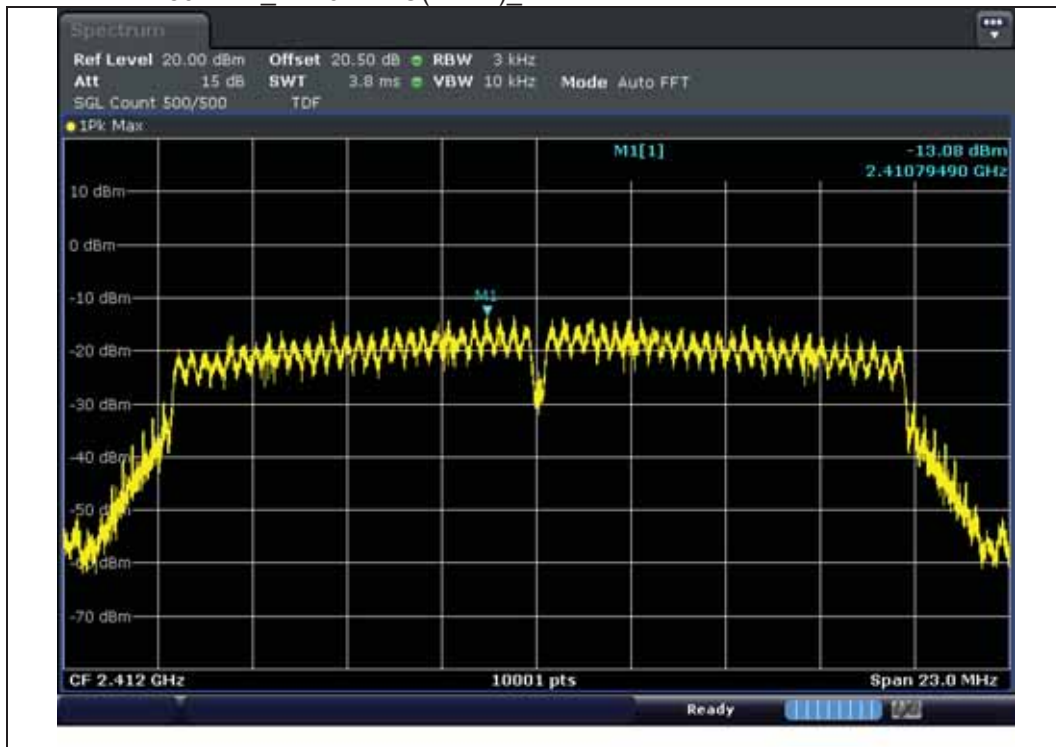 Spectrum
Ref Level 20.00 dBm Offset 20.50 dB RBW 3 kHz
Att 15 dB SWT 3.8 ms VBW 10 kHz Mode Auto FFT
SGL Count 500/500 TDF
1Pk Max
M1[1] -13.08 dBm
2.41079490 GHz
10 dBm
0 dBm
-10 dBm
M1
-20 dBm
-30 dBm
-40 dBm
-50
-60 dBm
-70 dBm
CF 2.412 GHz 10001 pts Span 23.0 MHz
Ready